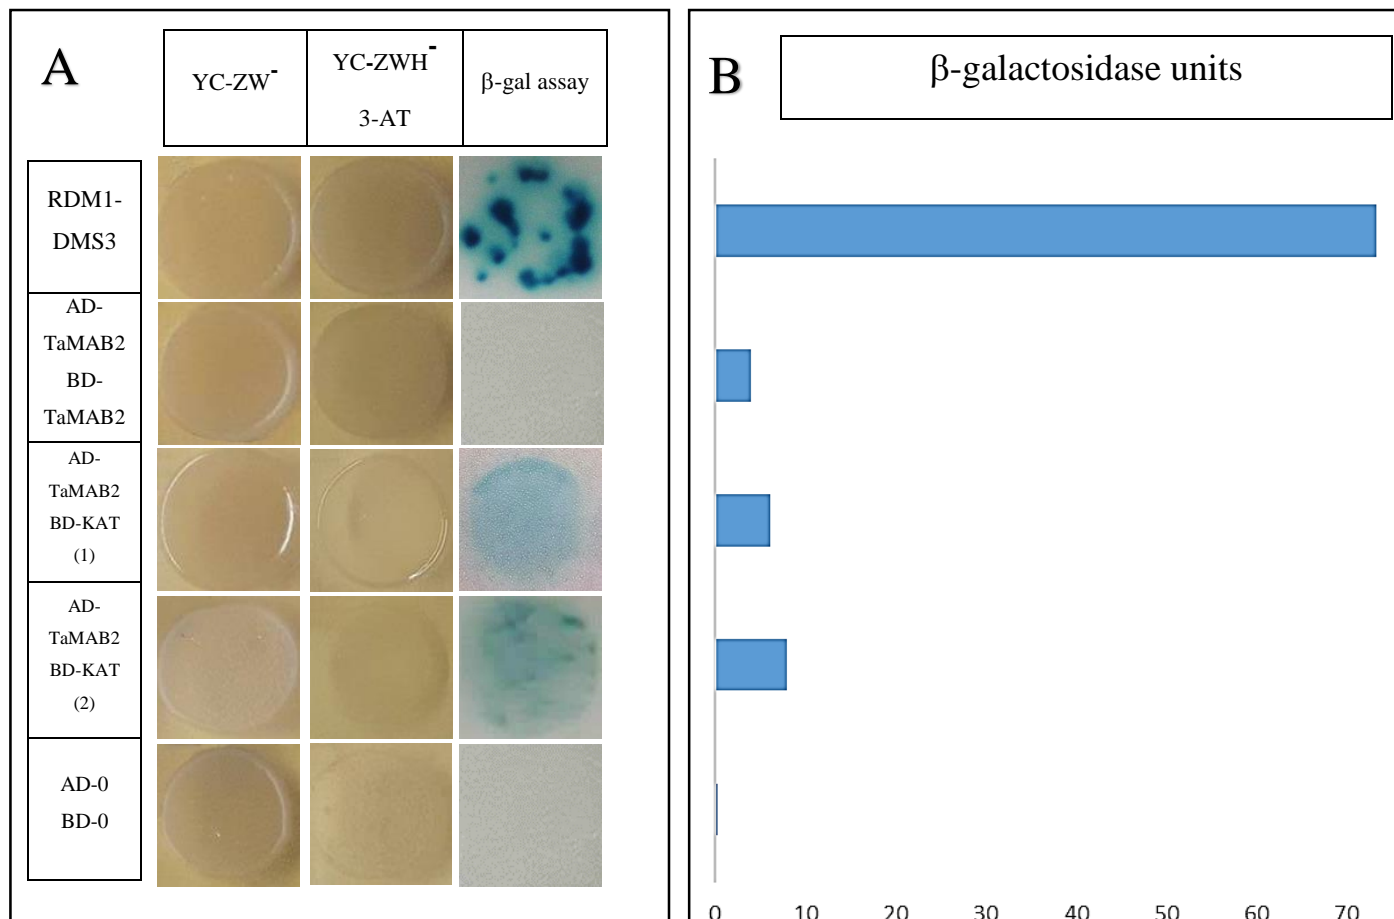 A
YC-ZW-
YC-ZWH-
3-AT
β-gal assay
RDM1-
DMS3
AD-
TaMAB2
BD-
TaMAB2
AD-
TaMAB2
BD-KAT
(1)
AD-
TaMAB2
BD-KAT
(2)
AD-0
BD-0
B
β-galactosidase units
0 10 20 30 40 50 60 70